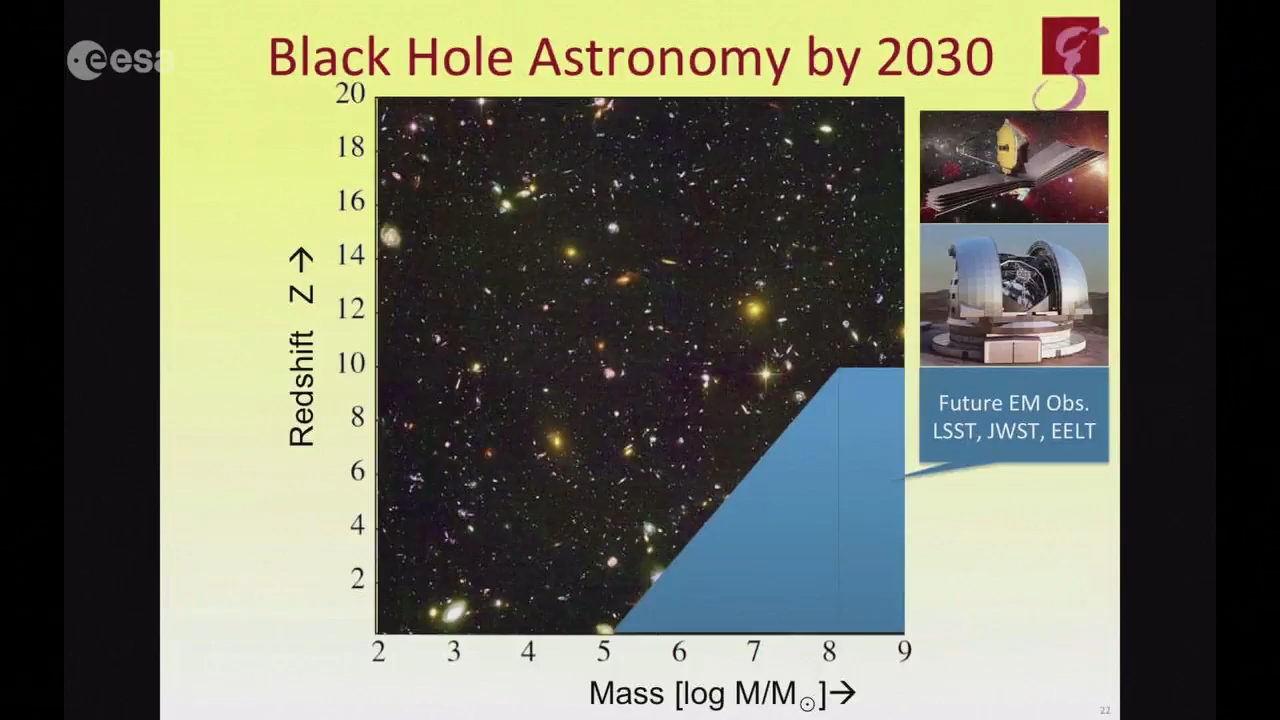 esa
Black Hole Astronomy by 2030
20
18
16
14
12
10
8
6
4
2
Redshift Z →
2 3 4 5 6 7 8 9
Mass [log M/M☉]→
Future EM Obs.
LSST, JWST, EELT
22